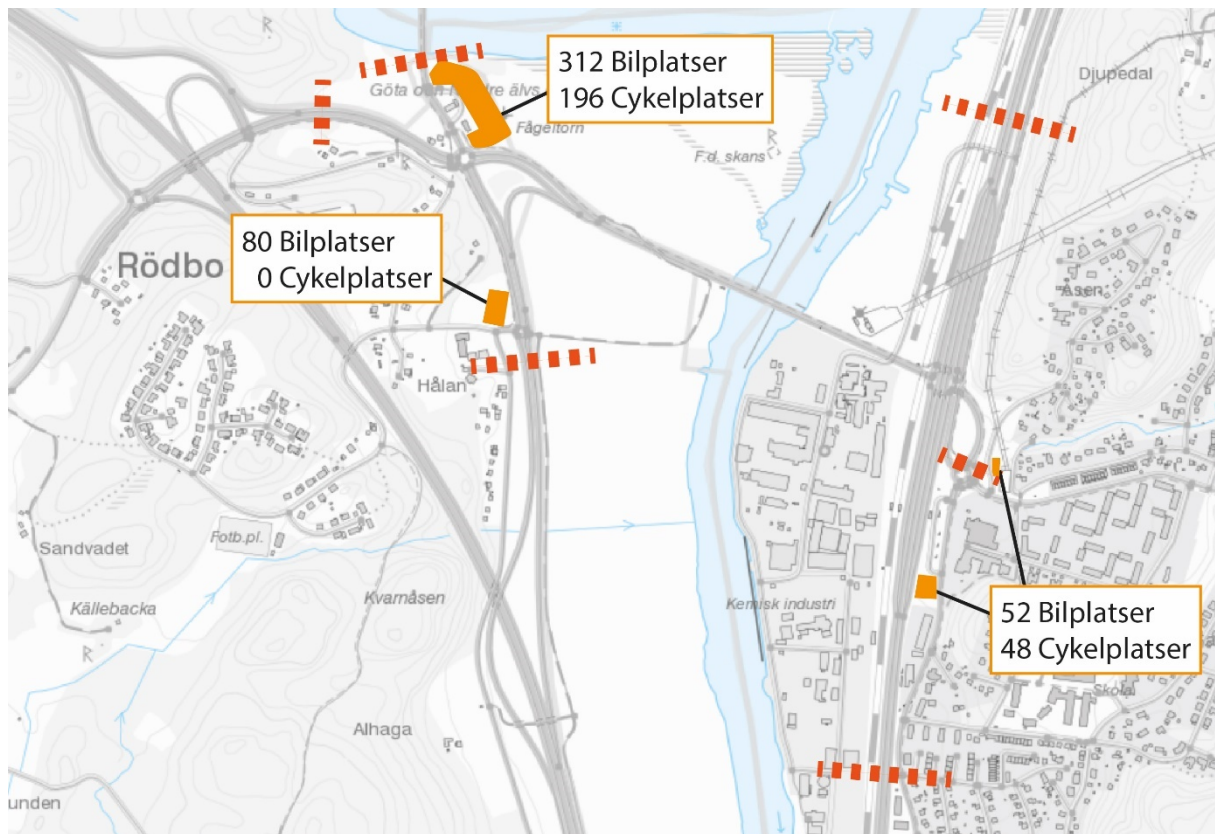 312 Bilplatser
196 Cykelplatser
Djupedal
Göta och
älvs
Fågeltorn
F.d. skans
80 Bilplatser
0 Cykelplatser
Rödbo
Åsen
Hålan
Fotb.pl.
Sandvadet
Källebacka
Kvarnåsen
Kemisk industri
52 Bilplatser
48 Cykelplatser
Skola
Alhaga
unden